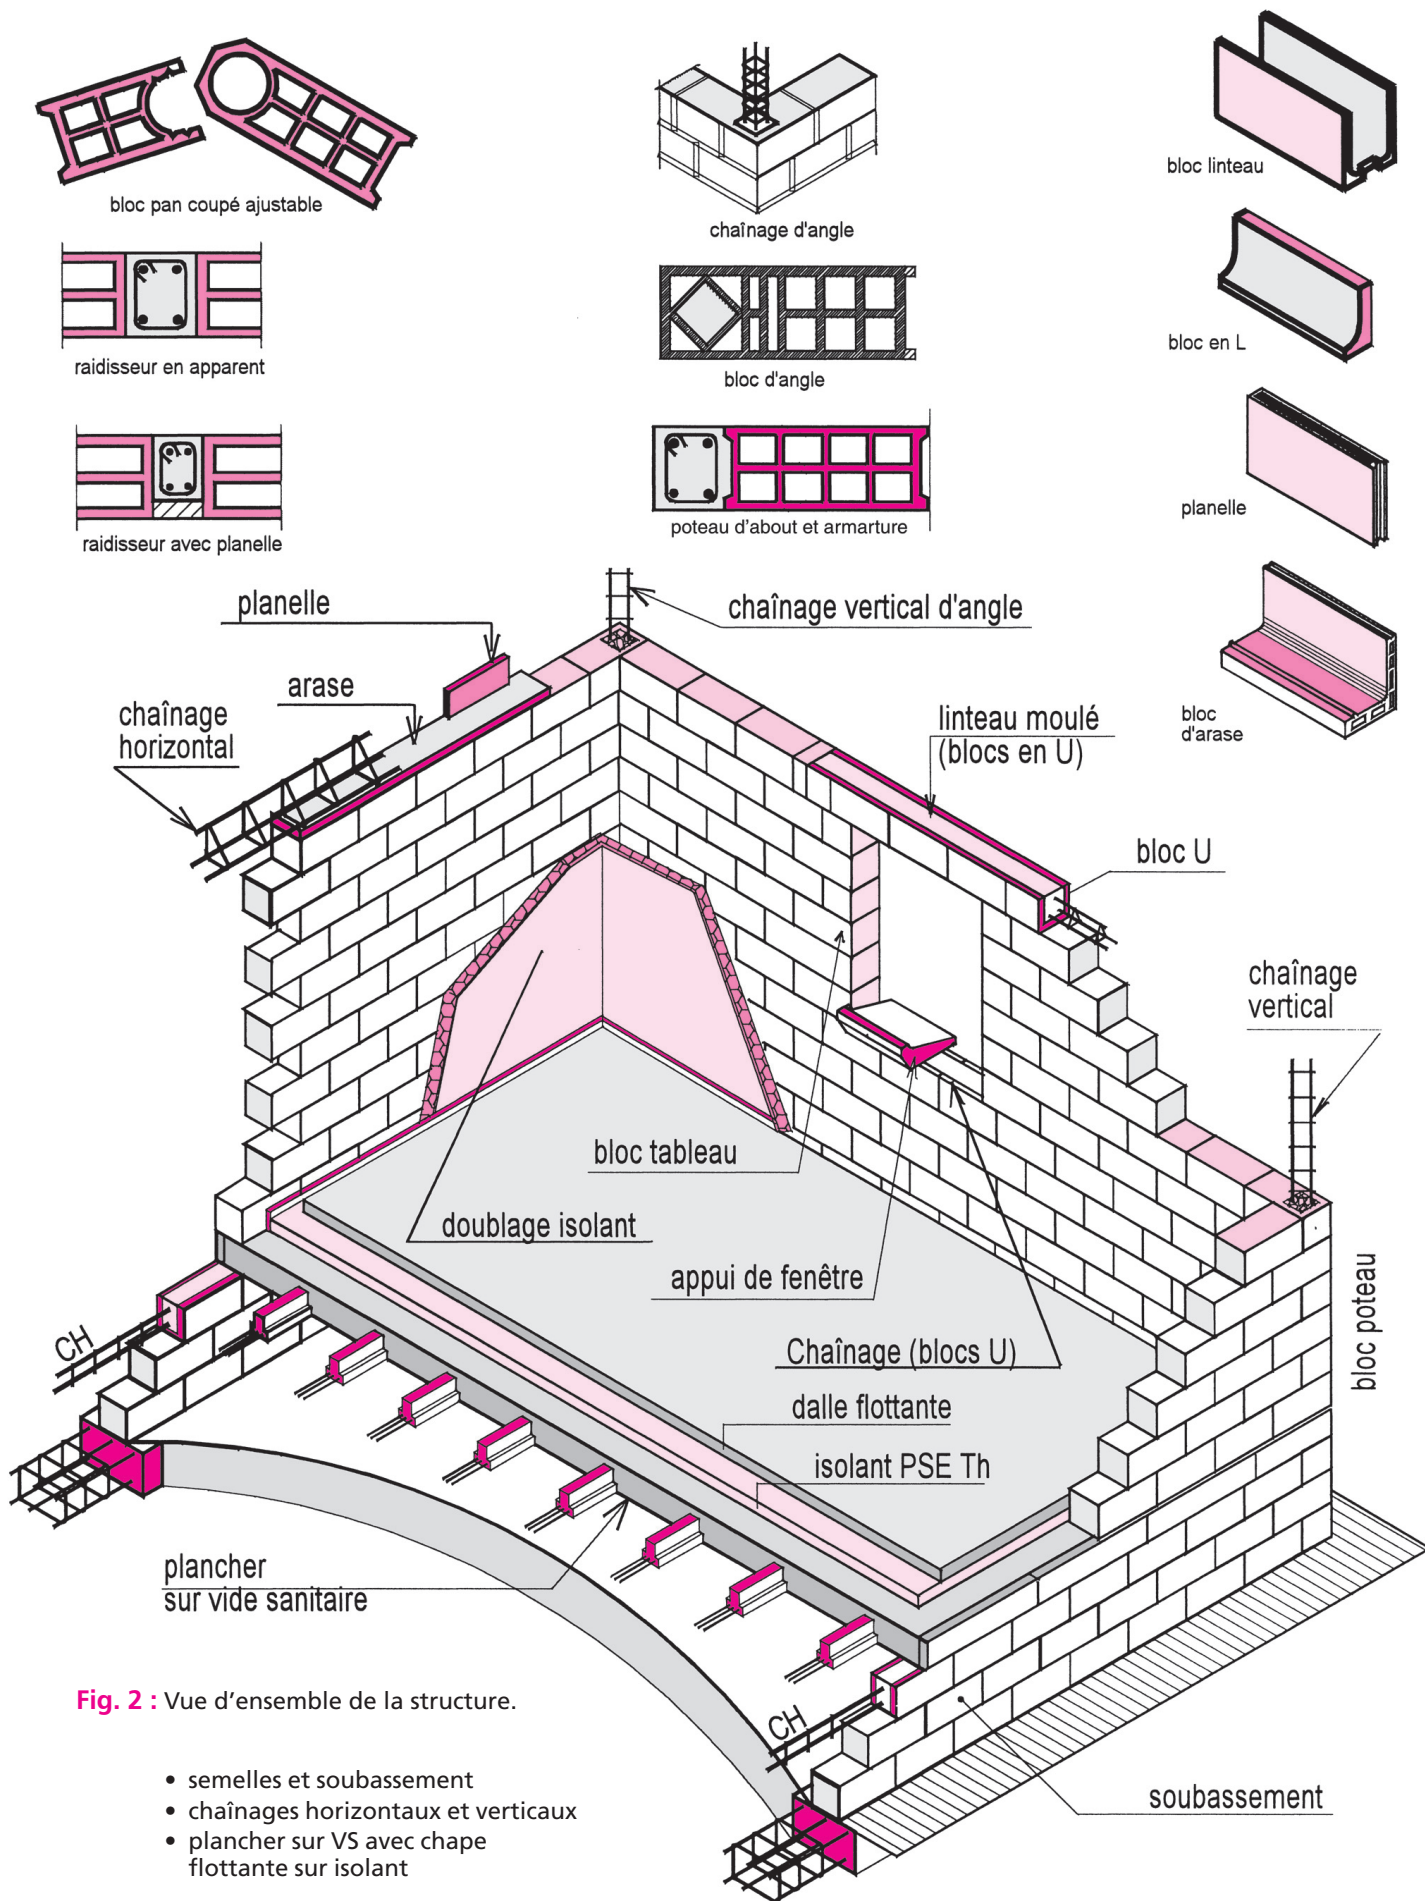 bloc pan coupé ajustable
chaînage d'angle
bloc linteau
raidisseur en apparent
bloc d'angle
bloc en L
raidisseur avec planelle
poteau d'about et armarture
planelle
bloc
d'arase
planelle
chaînage vertical d'angle
arase
chaînage
horizontal
linteau moulé
(blocs en U)
bloc U
chaînage
vertical
bloc tableau
doublage isolant
appui de fenêtre
Chaînage (blocs U)
bloc poteau
dalle flottante
isolant PSE Th
CH
plancher
sur vide sanitaire
CH
soubassement
Fig. 2 : Vue d'ensemble de la structure.
• semelles et soubassement
• chaînages horizontaux et verticaux
• plancher sur VS avec chape
flottante sur isolant